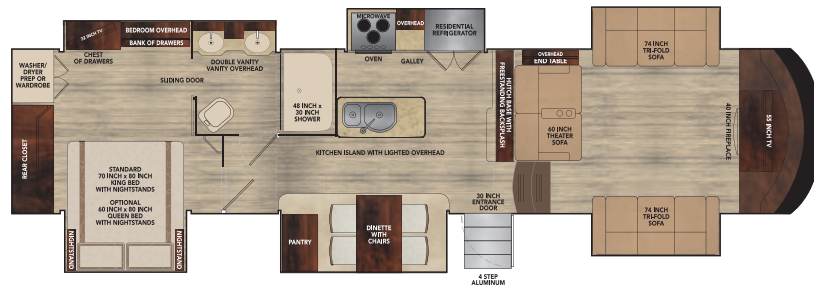 32 INCH TV
BEDROOM OVERHEAD
BANK OF DRAWERS
CHEST
OF DRAWERS
WASHER/
DRYER
PREP OR
WARDROBE
SLIDING DOOR
DOUBLE VANITY
VANITY OVERHEAD
REAR CLOSET
48 INCH x
30 INCH
SHOWER
STANDARD
70 INCH x 80 INCH
KING BED
WITH NIGHTSTANDS
OPTIONAL
60 INCH x 80 INCH
QUEEN BED
WITH NIGHTSTANDS
NIGHTSTAND
NIGHTSTAND
MICROWAVE
OVERHEAD
RESIDENTIAL
REFRIGERATOR
OVEN
GALLEY
KITCHEN ISLAND WITH LIGHTED OVERHEAD
PANTRY
DINETTE
WITH
CHAIRS
HUTCH BASE WITH
FREESTANDING BACKSPLASH
OVERHEAD
END TABLE
60 INCH
THEATER
SOFA
30 INCH
ENTRANCE
DOOR
4 STEP
ALUMINUM
74 INCH
TRI-FOLD
SOFA
74 INCH
TRI-FOLD
SOFA
40 INCH FIREPLACE
55 INCH TV